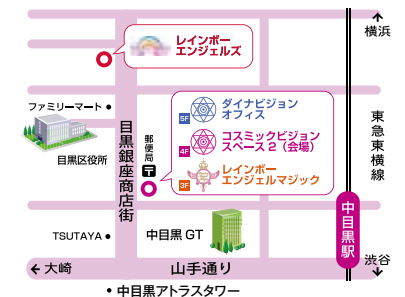 横浜
レインボー
エンジェルズ
ファミリーマート
目黒区役所
目黒銀座商店街
郵便局
5F
ダイナビジョン
オフィス
4F
コスミックビジョン
スペース2（会場）
3F
レインボー
エンジェルマジック
東急東横線
中目黒駅
TSUTAYA
中目黒GT
大崎
山手通り
渋谷
中目黒アトラスタワー